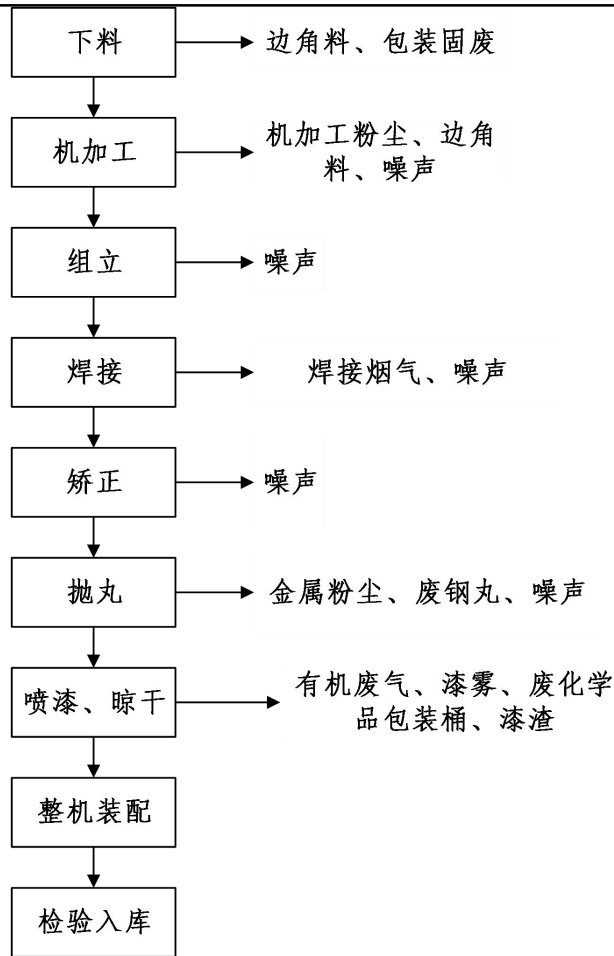 下料
边角料、包装固废
机加工
机加工粉尘、边角
料、噪声
组立
噪声
焊接
焊接烟气、噪声
矫正
噪声
抛丸
金属粉尘、废钢丸、噪声
喷漆、晾干
有机废气、漆雾、废化学
品包装桶、漆渣
整机装配
检验入库